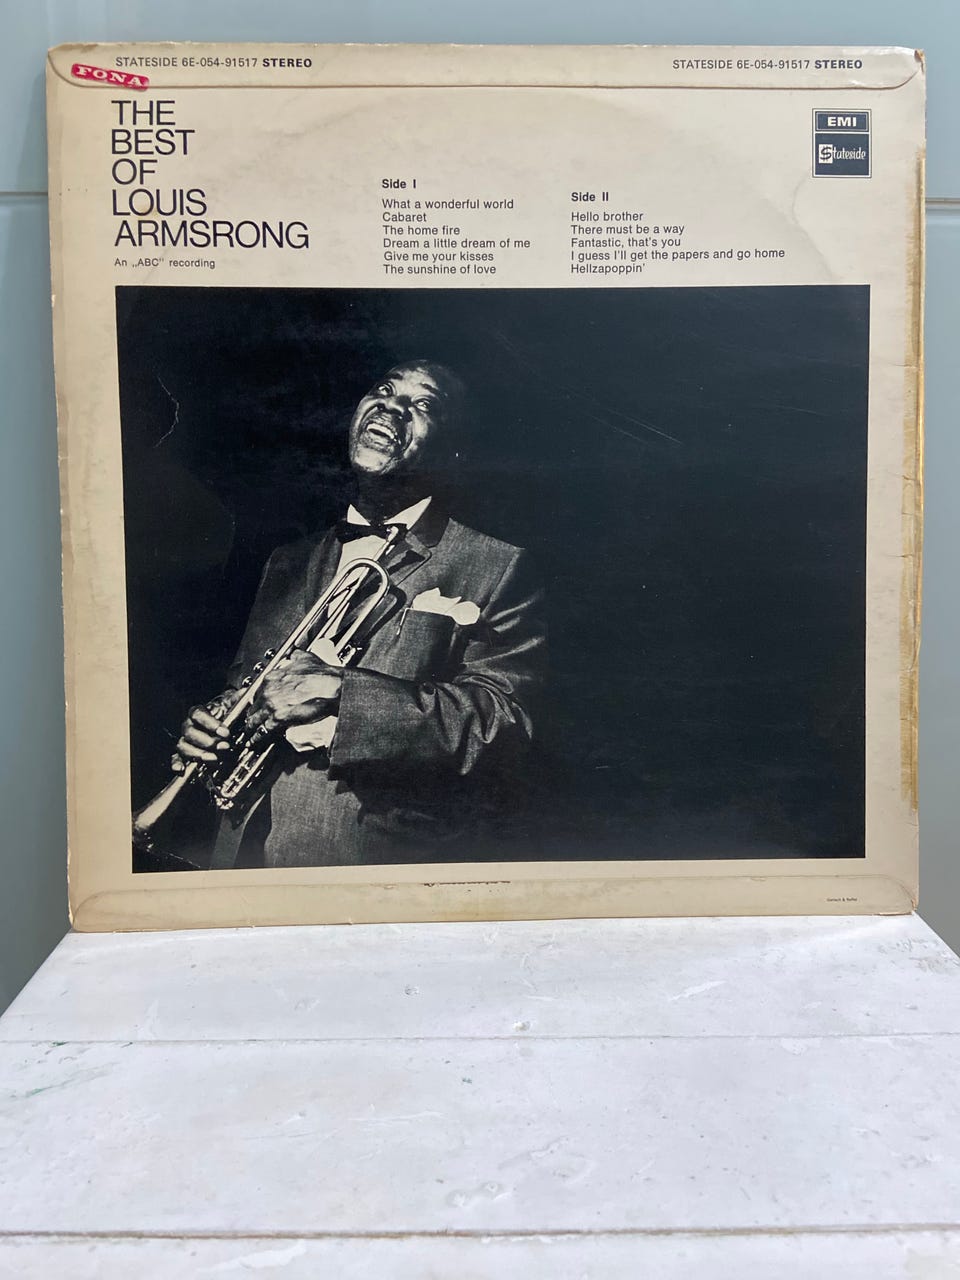 STATESIDE 6E-054-91517 STEREO
STATESIDE 6E-054-91517 STEREO
FONA
THE
BEST
OF
LOUIS
ARMSRONG
An „ABC" recording
EMI
Stateside
Side I
What a wonderful world
Cabaret
The home fire
Dream a little dream of me
Give me your kisses
The sunshine of love
Side II
Hello brother
There must be a way
Fantastic, that's you
I guess I'll get the papers and go home
Hellzapoppin'